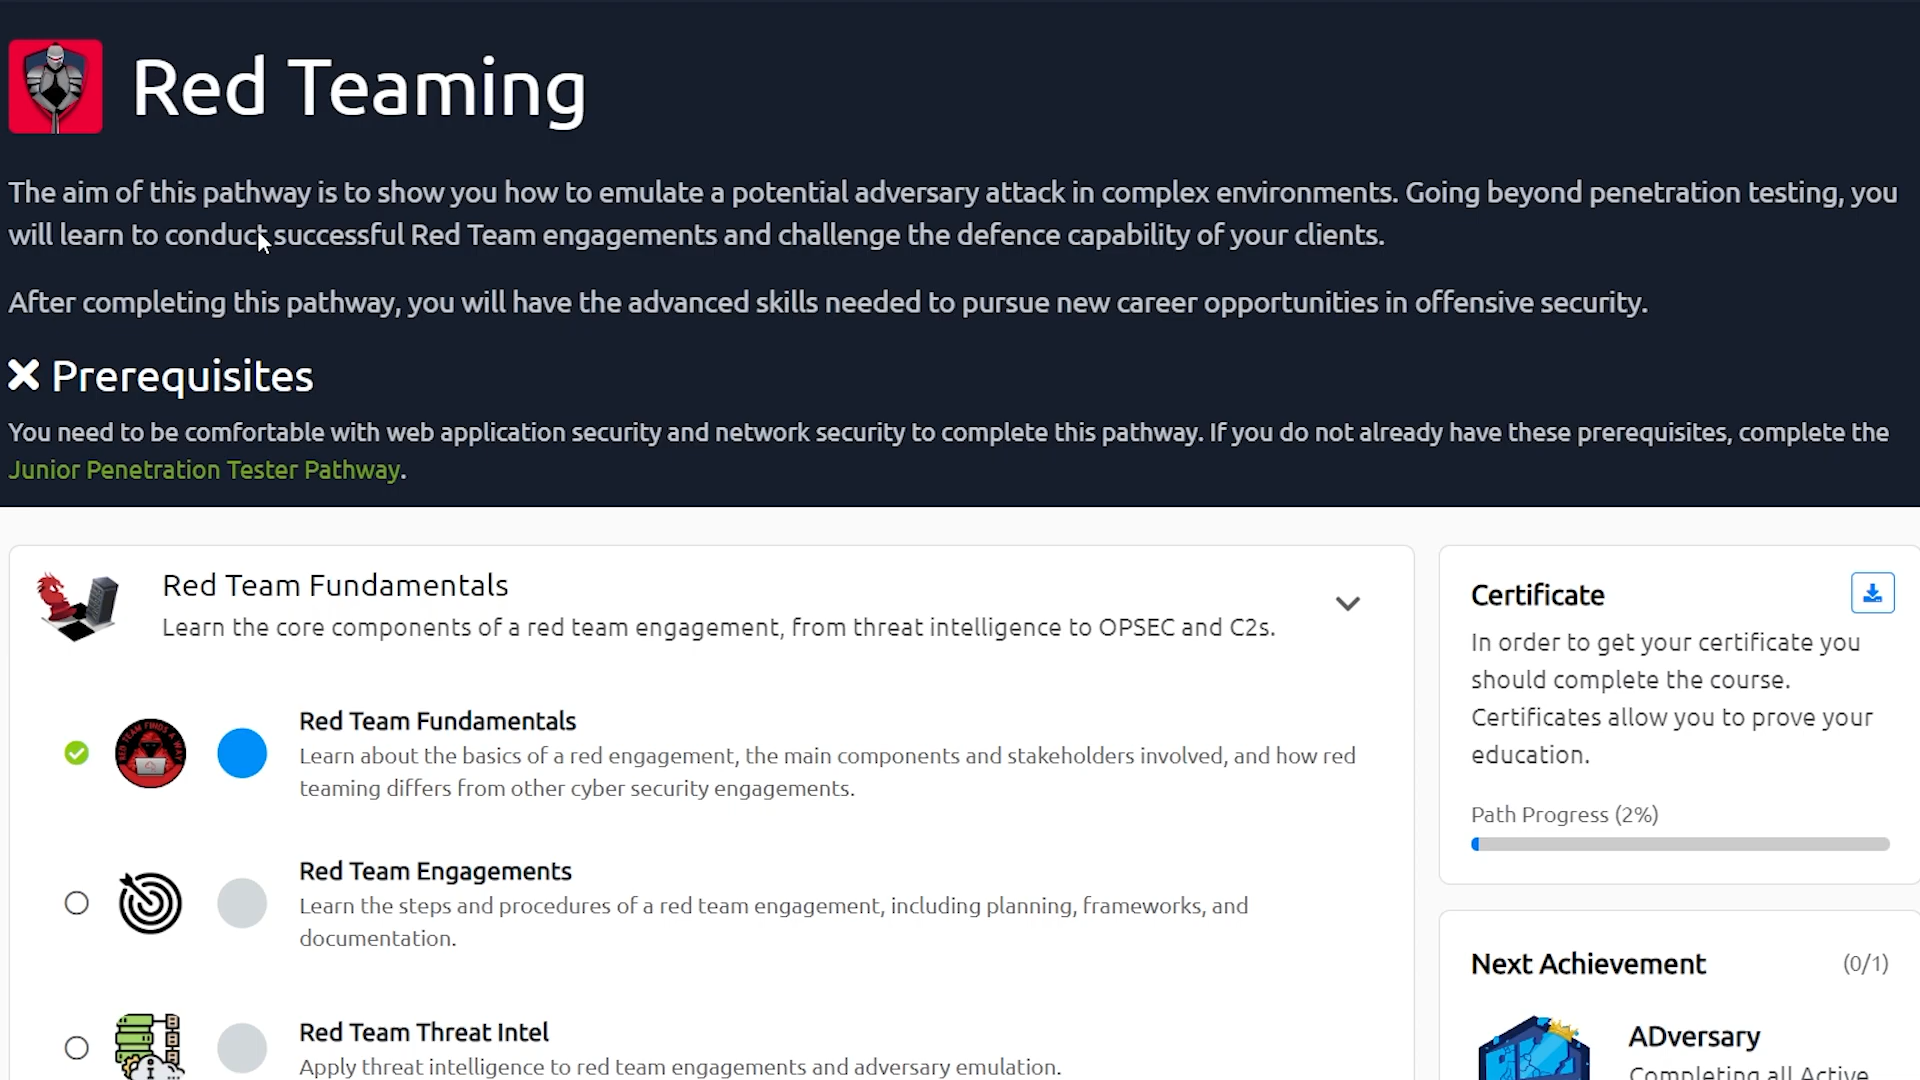 Red Teaming
The aim of this pathway is to show you how to emulate a potential adversary attack in complex environments. Going beyond penetration testing, you
will learn to conduct successful Red Team engagements and challenge the defence capability of your clients.
After completing this pathway, you will have the advanced skills needed to pursue new career opportunities in offensive security.
Prerequisites
You need to be comfortable with web application security and network security to complete this pathway. If you do not already have these prerequisites, complete the
Junior Penetration Tester Pathway.
Red Team Fundamentals
Learn the core components of a red team engagement, from threat intelligence to OPSEC and C2s.
RED TEAM FINDS A WAY
Red Team Fundamentals
Learn about the basics of a red engagement, the main components and stakeholders involved, and how red
teaming differs from other cyber security engagements.
Red Team Engagements
Learn the steps and procedures of a red team engagement, including planning, frameworks, and
documentation.
Red Team Threat Intel
Apply threat intelligence to red team engagements and adversary emulation.
Certificate
In order to get your certificate you
should complete the course.
Certificates allow you to prove your
education.
Path Progress (2%)
Next Achievement (0/1)
ADversary
Completing all Active